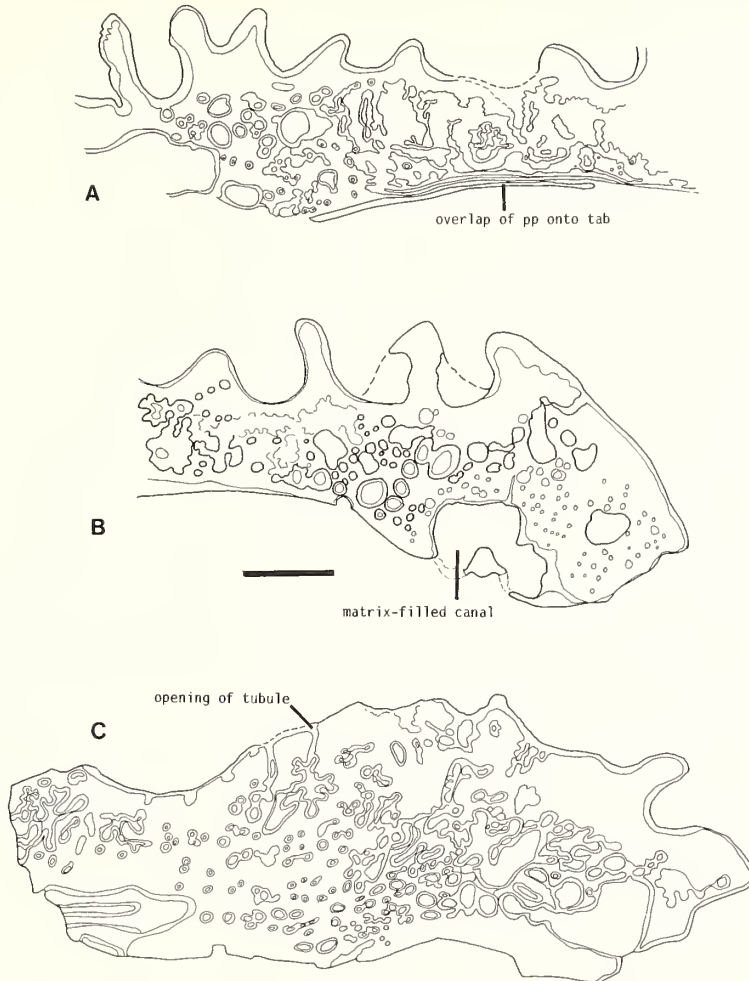 A
overlap of pp onto tab
B
matrix-filled canal
opening of tubule
C